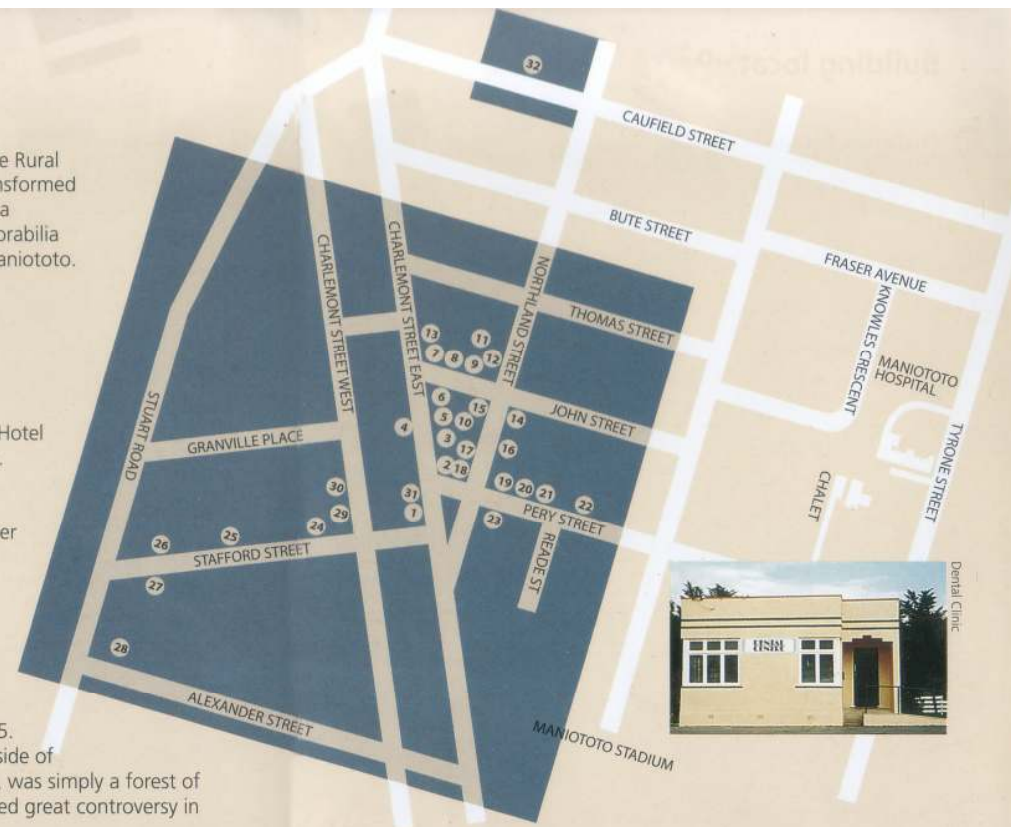 e Rural
nsformed
a
orabilia
aniototo.
Hotel
er
5.
side of
was simply a forest of
ed great controversy in
32
CAUFIELD STREET
BUTE STREET
FRASER AVENUE
KNOWLES CRESCENT
MANIOTOTO
HOSPITAL
TYRONE STREET
CHALET
CHARLEMONT STREET WEST
CHARLEMONT STREET EAST
NORTHLAND STREET
THOMAS STREET
13
11
7
8
9
12
6
15
14
JOHN STREET
5
10
4
3
17
16
2
18
STUART ROAD
GRANVILLE PLACE
30
31
19
20
21
22
29
1
23
PERY STREET
READE ST
24
25
26
STAFFORD STREET
27
28
ALEXANDER STREET
MANIOTOTO STADIUM
DENTAL
CENTRE
Dental Clinic